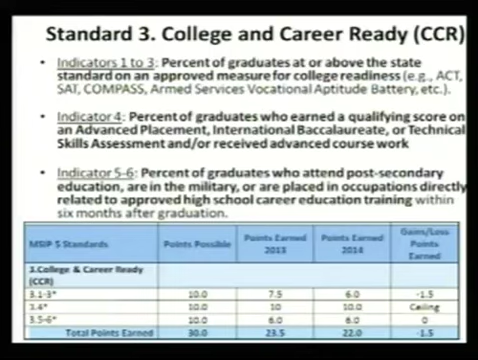 Standard 3. College and Career Ready (CCR)
• Indicators 1 to 3: Percent of graduates at or above the state
standard on an approved measure for college readiness (e.g., ACT,
SAT, COMPASS, Armed Services Vocational Aptitude Battery, etc.).
• Indicator 4: Percent of graduates who earned a qualifying score on
an Advanced Placement, International Baccalaureate, or Technical
Skills Assessment and/or received advanced course work
• Indicator 5-6: Percent of graduates who attend post-secondary
education, are in the military, or are placed in occupations directly
related to approved high school career education training within
six months after graduation.
MSIP 5 Standards Points Possible Points Earned 2013 Points Earned 2014 Gains/Loss Points Earned
3.College & Career Ready (CCR)
3.1-3* 10.0 7.5 6.0 -1.5
3.4* 10.0 10 10.0 Ceiling
3.5-6* 10.0 6.0 6.0 0
Total Points Earned 30.0 23.5 22.0 -1.5